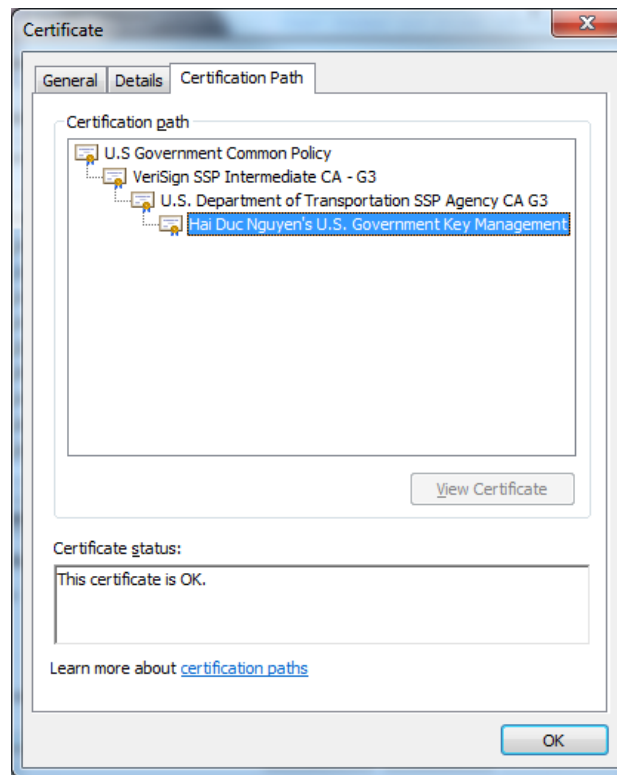 Certificate
General Details Certification Path
Certification path
U.S Government Common Policy
VeriSign SSP Intermediate CA - G3
U.S. Department of Transportation SSP Agency CA G3
Hai Duc Nguyen's U.S. Government Key Management
View Certificate
Certificate status:
This certificate is OK.
Learn more about certification paths
OK